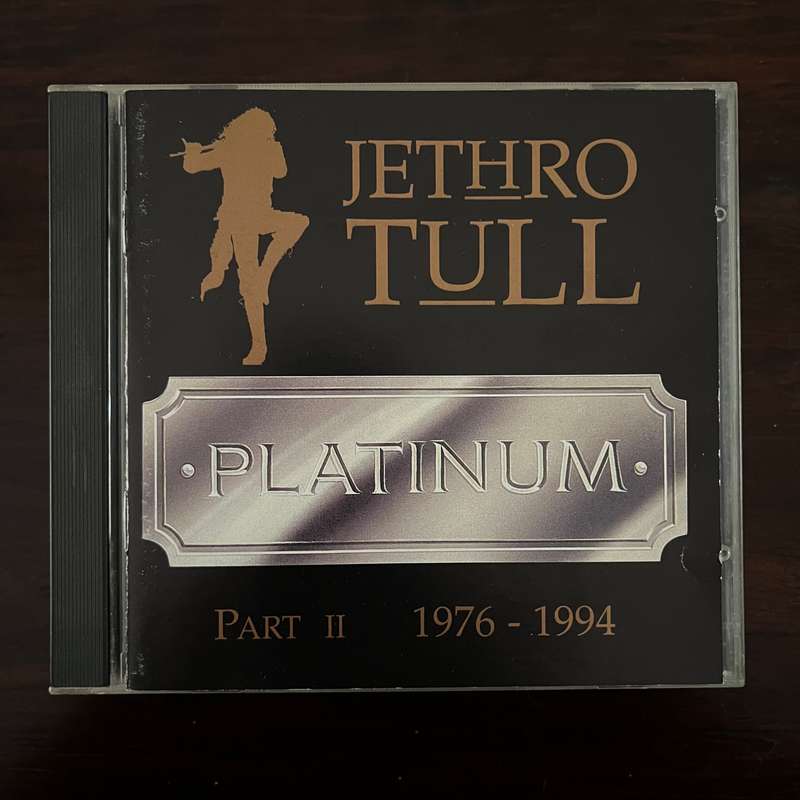 JETHRO
TULL
PLATINUM
PART II 1976 - 1994